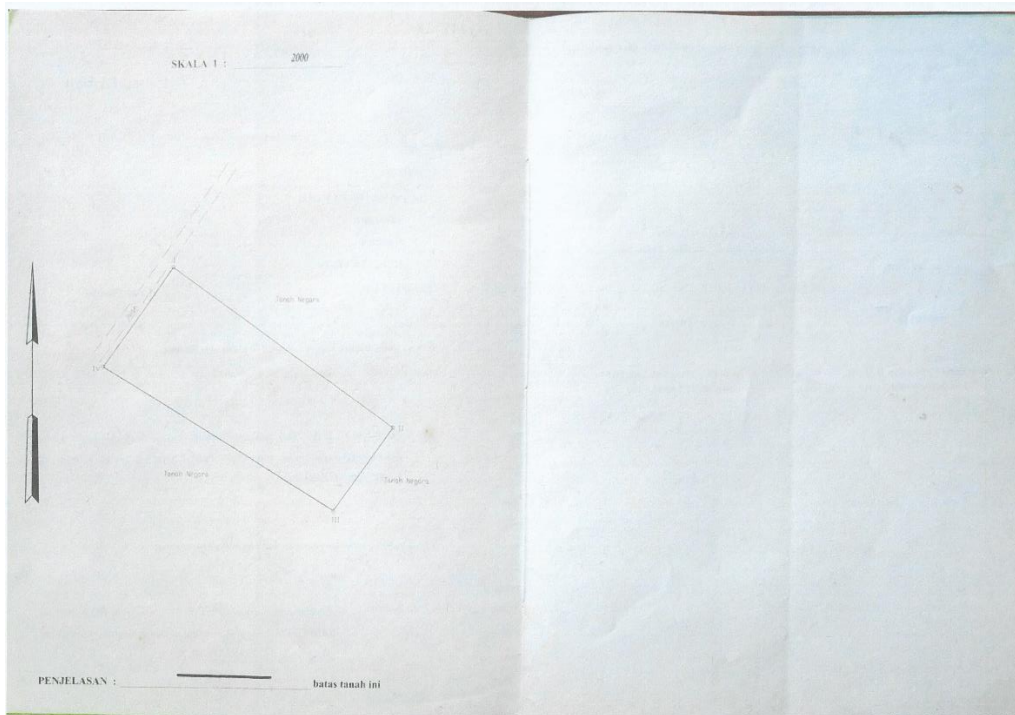 SKALA 1 : 2000
Tanah Negara
IV
II
Tanah Negara
Tanah Negara
III
PENJELASAN : batas tanah ini